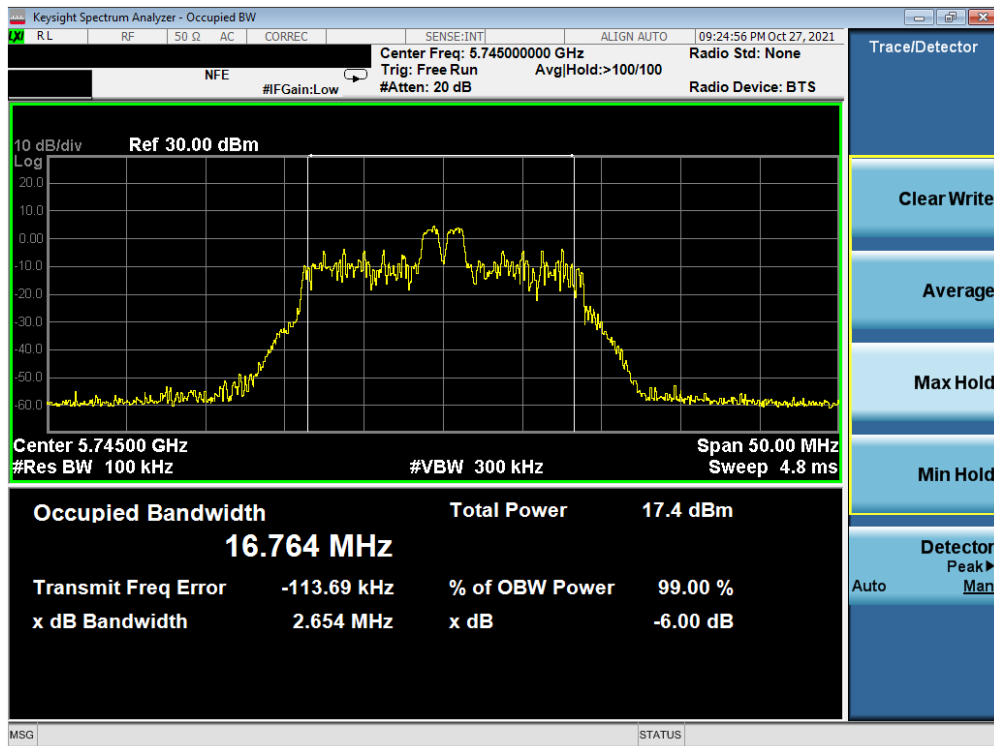 Keysight Spectrum Analyzer - Occupied BW
LXI RL RF 50 Ω AC CORREC SENSE:INT ALIGN AUTO 09:24:56 PM Oct 27, 2021
Center Freq: 5.745000000 GHz Radio Std: None
NFE Trig: Free Run Avg|Hold:>100/100
#IFGain:Low #Atten: 20 dB Radio Device: BTS
10 dB/div Ref 30.00 dBm
Log
20.0
10.0
0.00
-10.0
-20.0
-30.0
-40.0
-50.0
-60.0
Center 5.74500 GHz Span 50.00 MHz
#Res BW 100 kHz #VBW 300 kHz Sweep 4.8 ms
Occupied Bandwidth Total Power 17.4 dBm
16.764 MHz
Transmit Freq Error -113.69 kHz % of OBW Power 99.00 %
x dB Bandwidth 2.654 MHz x dB -6.00 dB
MSG STATUS
Trace/Detector
Clear Write
Average
Max Hold
Min Hold
Detector
Peak▶
Auto Man